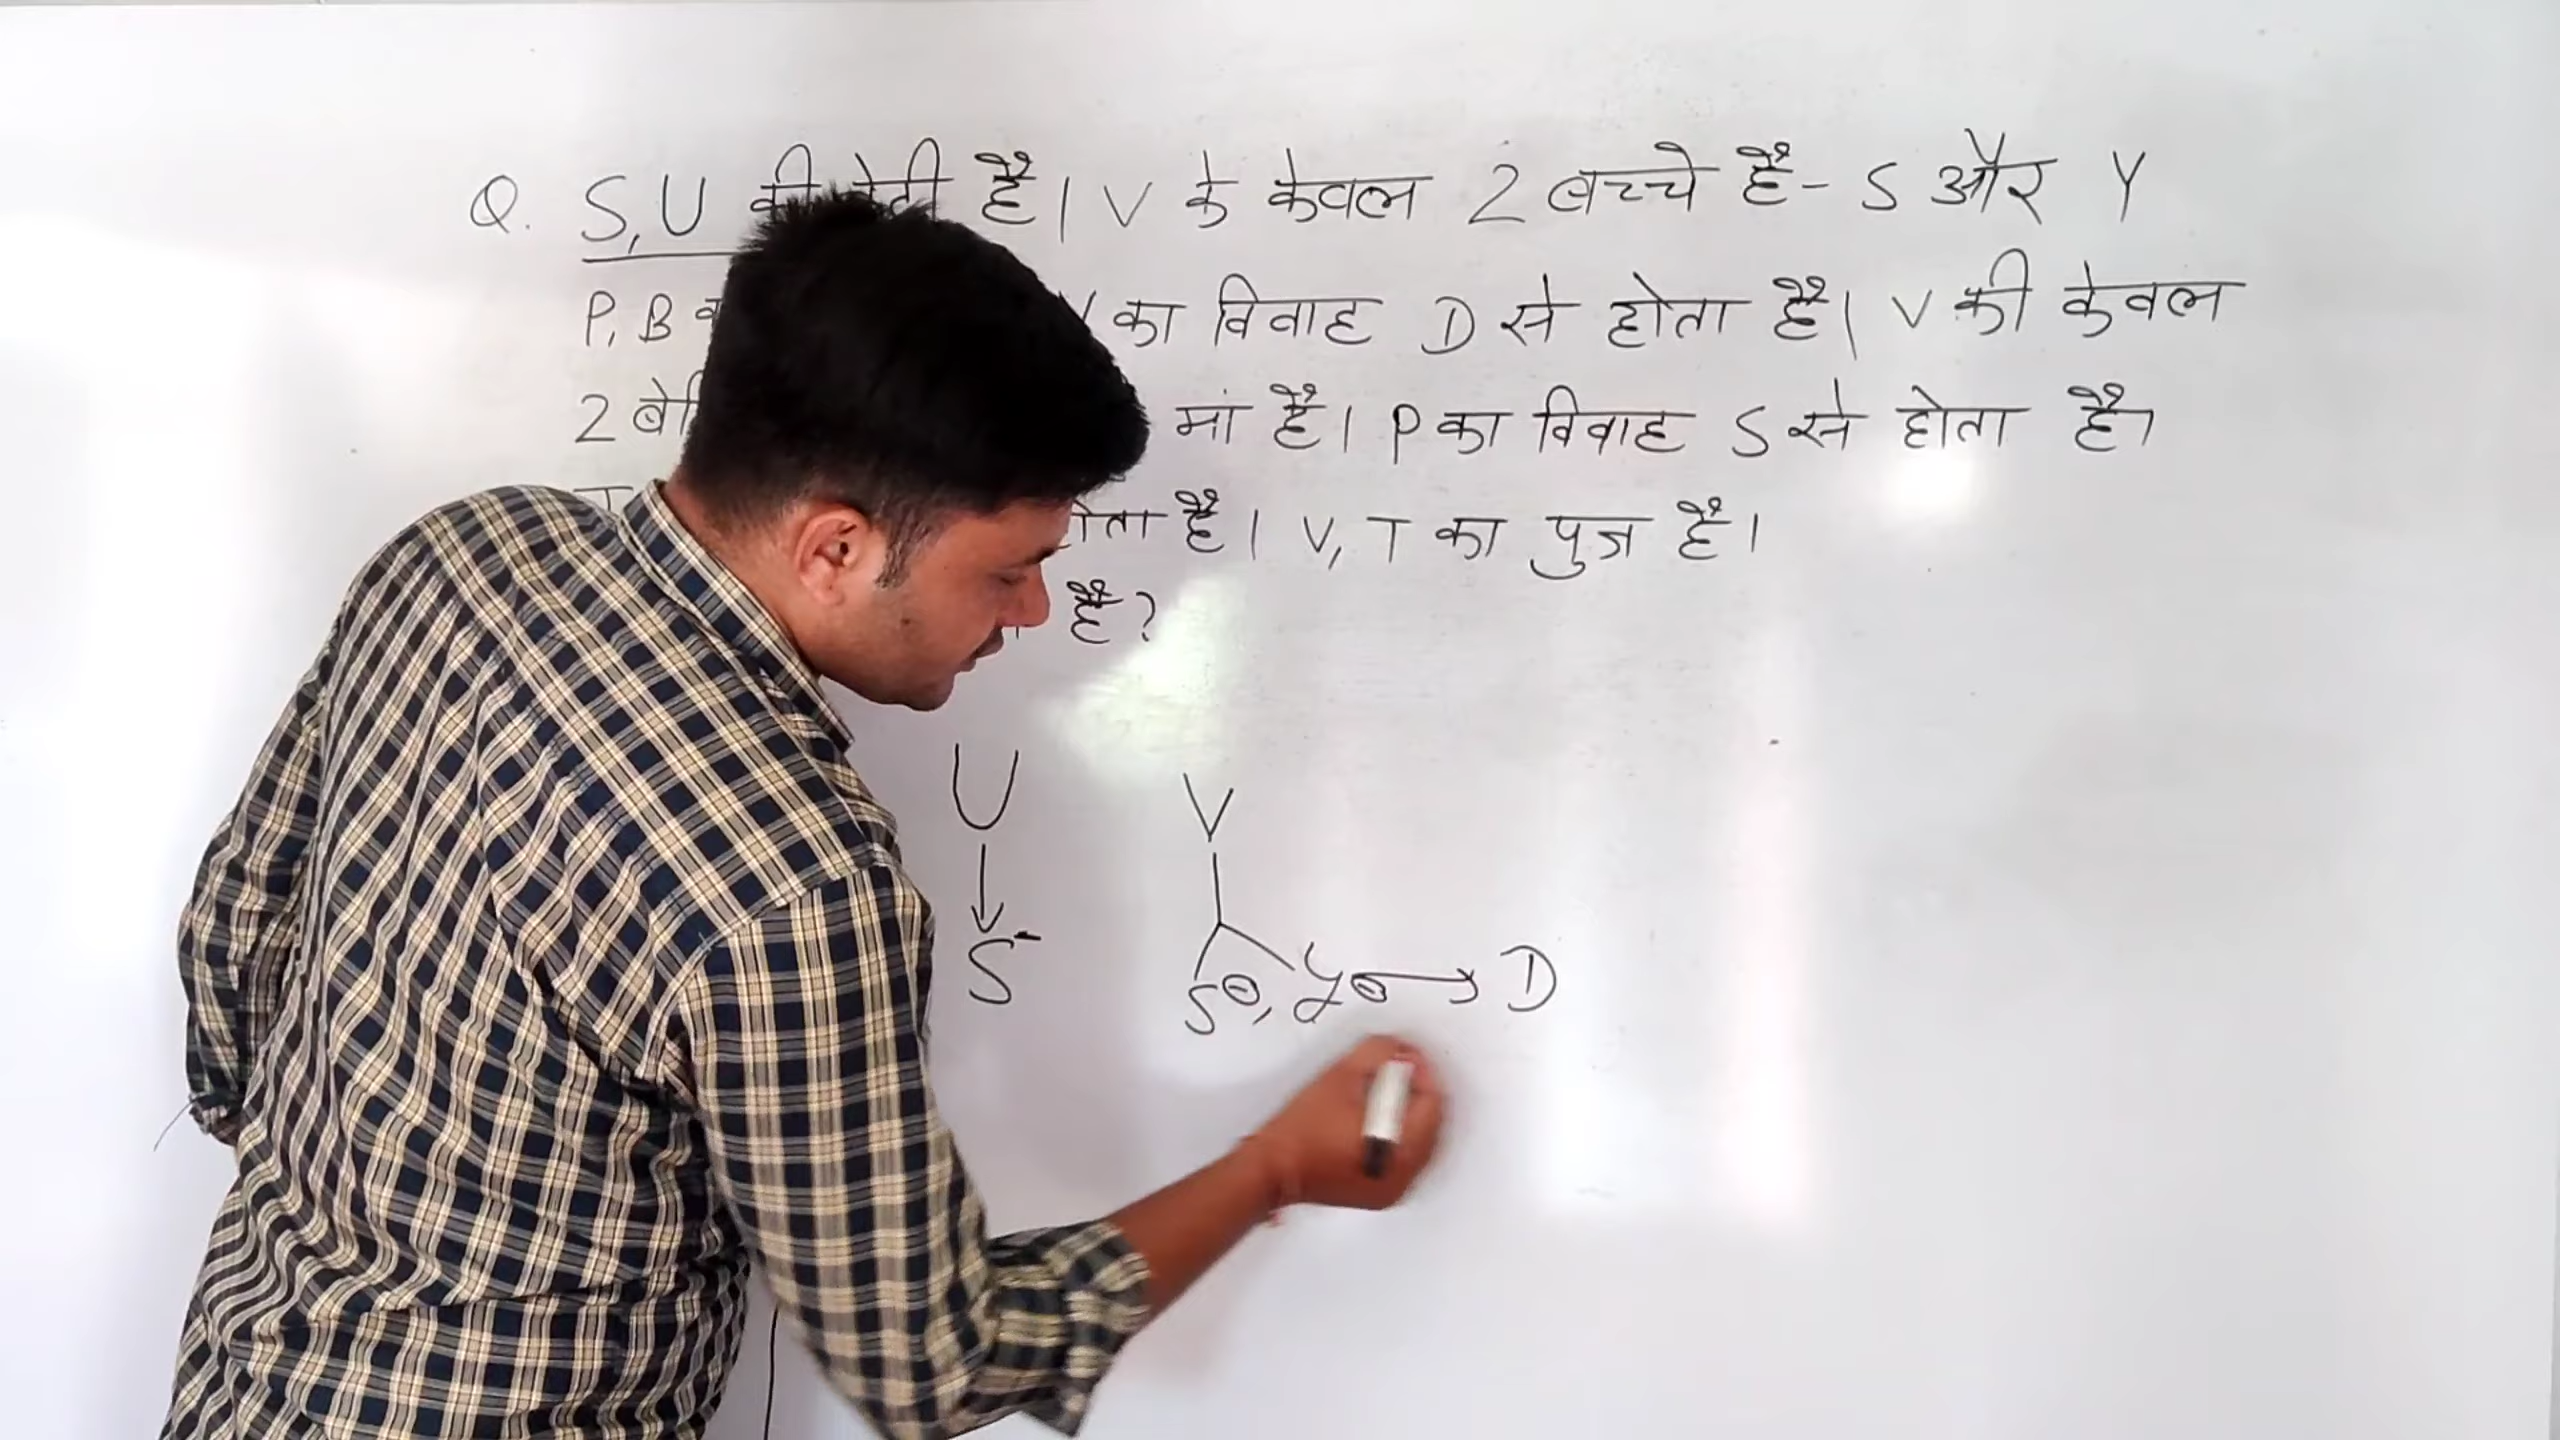 Q. S, U की बेटी है। V के केवल 2 बच्चे हैं- S और Y
P, B का विवाह D से होता है। V की केवल
2 मां है। P का विवाह S से होता है।
होता है। V, T का पुत्र है।
है?
U V
S⁻ S⊖, Y⊖ → D